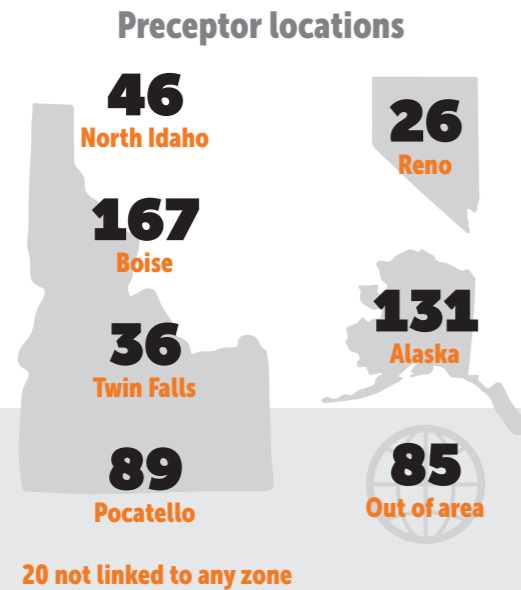 Preceptor locations
46
North Idaho
167
Boise
36
Twin Falls
89
Pocatello
26
Reno
131
Alaska
85
Out of area
20 not linked to any zone